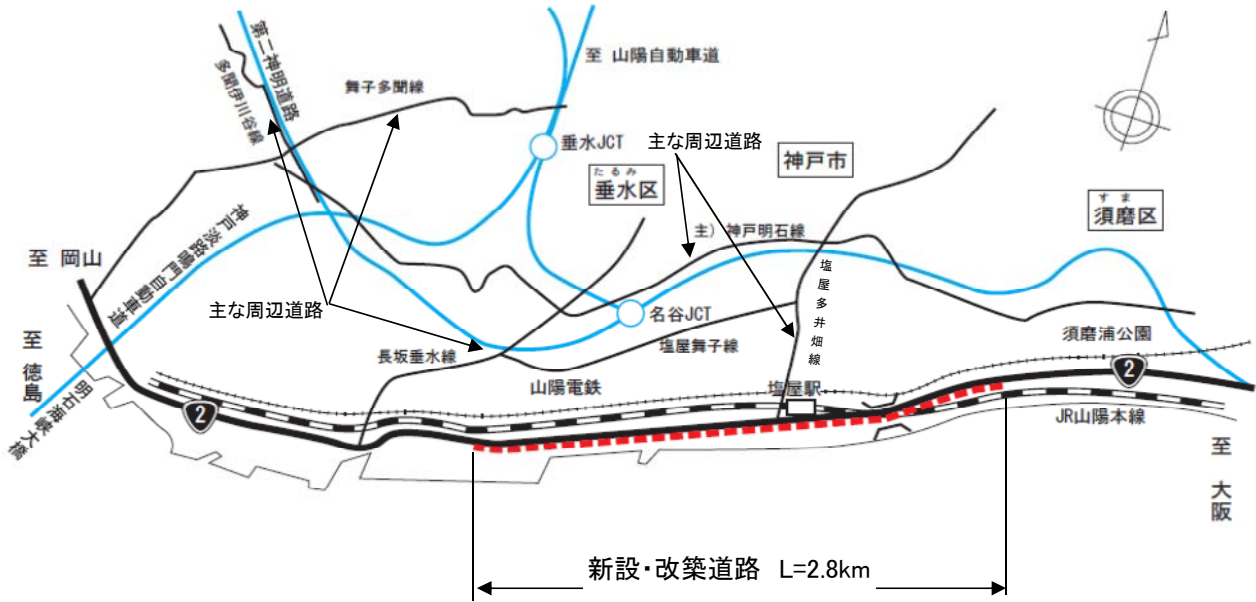 至 山陽自動車道
第二神明道路
多聞伊川谷線
舞子多聞線
垂水JCT
主な周辺道路
神戸市
たるみ
垂水区
すま
須磨区
主) 神戸明石線
神戸淡路鳴門自動車道
至 岡山
主な周辺道路
名谷JCT
塩屋多井畑線
至 徳島
長坂垂水線
塩屋舞子線
須磨浦公園
明石海峡大橋
山陽電鉄
塩屋駅
2
2
JR山陽本線
至 大阪
新設・改築道路 L=2.8km